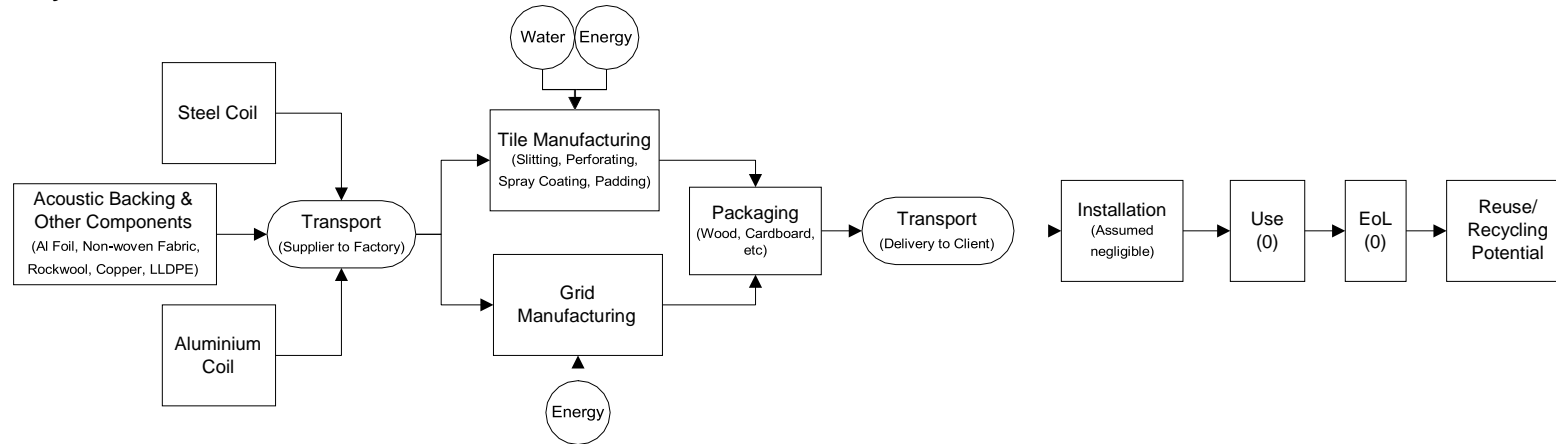 Water
Energy
Steel Coil
Tile Manufacturing
(Slitting, Perforating,
Spray Coating, Padding)
Acoustic Backing &
Other Components
(Al Foil, Non-woven Fabric,
Rockwool, Copper, LLDPE)
Transport
(Supplier to Factory)
Packaging
(Wood, Cardboard,
etc)
Transport
(Delivery to Client)
Installation
(Assumed
negligible)
Use
(0)
EoL
(0)
Reuse/
Recycling
Potential
Grid
Manufacturing
Aluminium
Coil
Energy